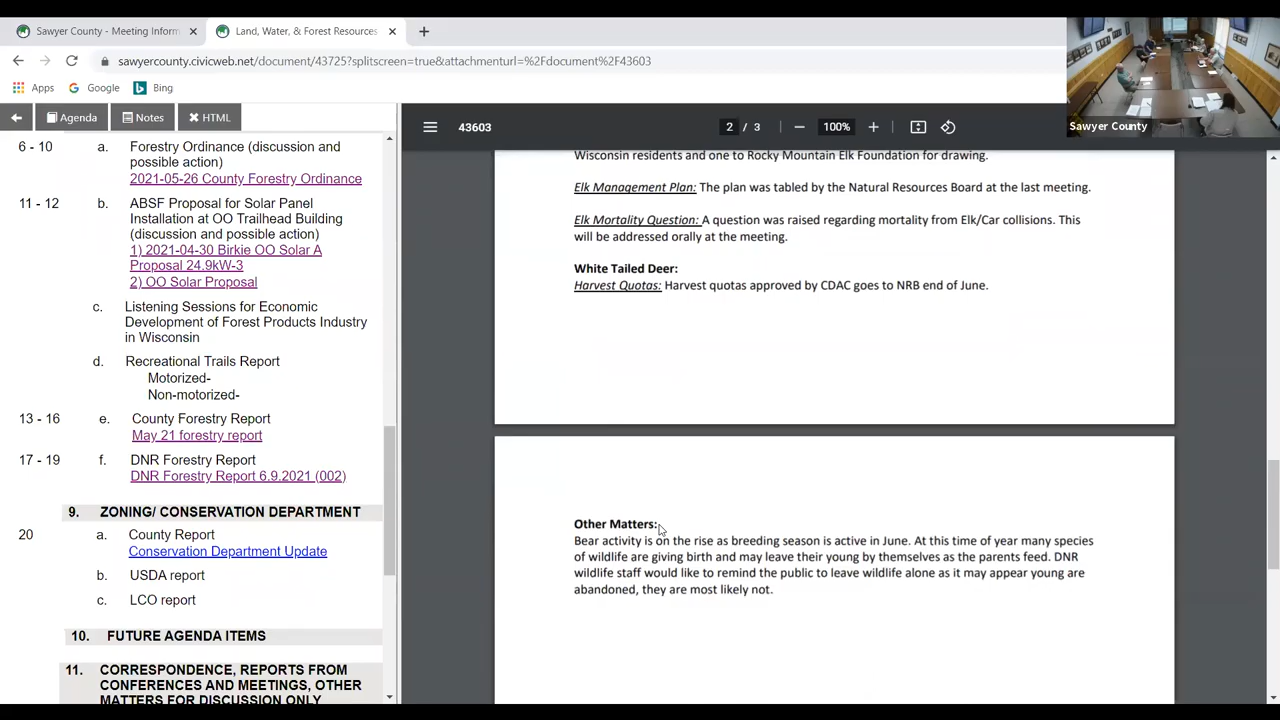 Sawyer County - Meeting Inform
Land, Water, & Forest Resources
sawyercounty.civicweb.net/document/43725?splitscreen=true&attachmenturl=%2Fdocument%2F43603
Apps
Google
Bing
Sawyer County
Agenda
Notes
HTML
43603
2 / 3
100%
6 - 10 a. Forestry Ordinance (discussion and
possible action)
2021-05-26 County Forestry Ordinance
11 - 12 b. ABSF Proposal for Solar Panel
Installation at OO Trailhead Building
(discussion and possible action)
1) 2021-04-30 Birkie OO Solar A
Proposal 24.9kW-3
2) OO Solar Proposal
c. Listening Sessions for Economic
Development of Forest Products Industry
in Wisconsin
d. Recreational Trails Report
Motorized-
Non-motorized-
13 - 16 e. County Forestry Report
May 21 forestry report
17 - 19 f. DNR Forestry Report
DNR Forestry Report 6.9.2021 (002)
9. ZONING/ CONSERVATION DEPARTMENT
20 a. County Report
Conservation Department Update
b. USDA report
c. LCO report
10. FUTURE AGENDA ITEMS
11. CORRESPONDENCE, REPORTS FROM
CONFERENCES AND MEETINGS, OTHER
MATTERS FOR DISCUSSION ONLY
Wisconsin residents and one to Rocky Mountain Elk Foundation for drawing.
Elk Management Plan: The plan was tabled by the Natural Resources Board at the last meeting.
Elk Mortality Question: A question was raised regarding mortality from Elk/Car collisions. This
will be addressed orally at the meeting.
White Tailed Deer:
Harvest Quotas: Harvest quotas approved by CDAC goes to NRB end of June.
Other Matters:
Bear activity is on the rise as breeding season is active in June. At this time of year many species
of wildlife are giving birth and may leave their young by themselves as the parents feed. DNR
wildlife staff would like to remind the public to leave wildlife alone as it may appear young are
abandoned, they are most likely not.